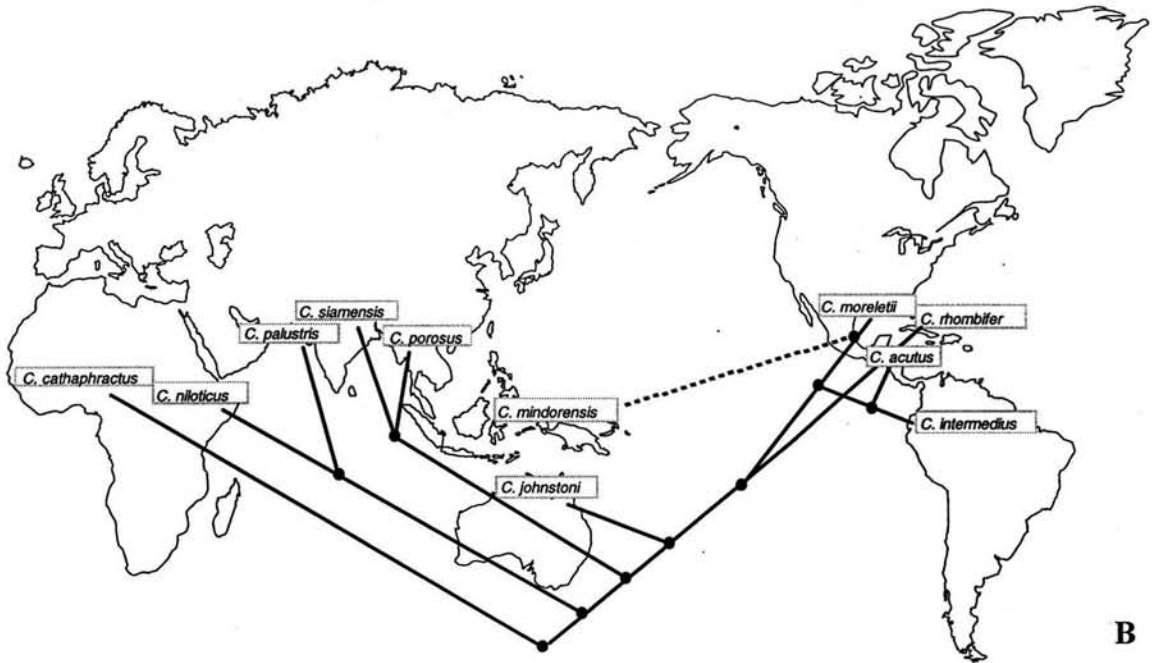 C. moreletii
C. siamensis
C. rhombifer
C. palustris
C. porosus
C. acutus
C. cathaphractus
C. niloticus
C. mindorensis
C. intermedius
C. johnstoni
B